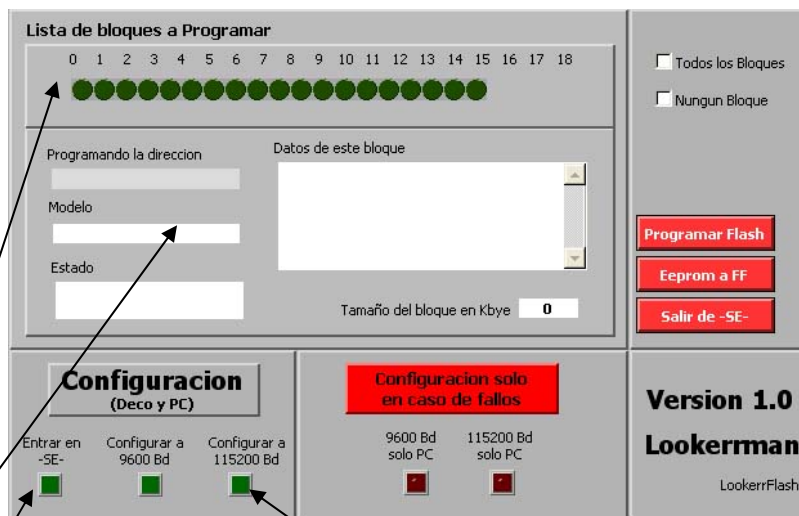 Lista de bloques a Programar
0 1 2 3 4 5 6 7 8 9 10 11 12 13 14 15 16 17 18
Todos los Bloques
Nungun Bloque
Programando la direccion
Datos de este bloque
Modelo
Estado
Tamaño del bloque en Kbye 0
Programar Flash
Eeprom a FF
Salir de -SE-
Configuracion
(Deco y PC)
Entrar en
-SE-
Configurar a
9600 Bd
Configurar a
115200 Bd
Configuracion solo
en caso de fallos
9600 Bd
solo PC
115200 Bd
solo PC
Version 1.0
Lookerrman
LookerrFlash